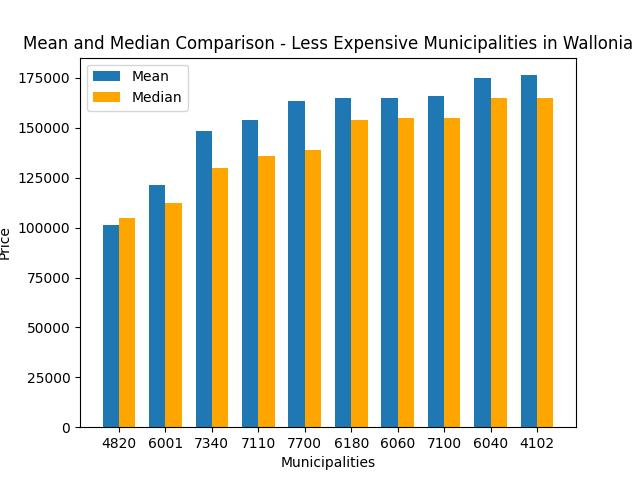 Mean and Median Comparison - Less Expensive Municipalities in Wallonia
Mean
Median
175000
150000
125000
100000
75000
50000
25000
0
Price
4820 6001 7340 7110 7700 6180 6060 7100 6040 4102
Municipalities